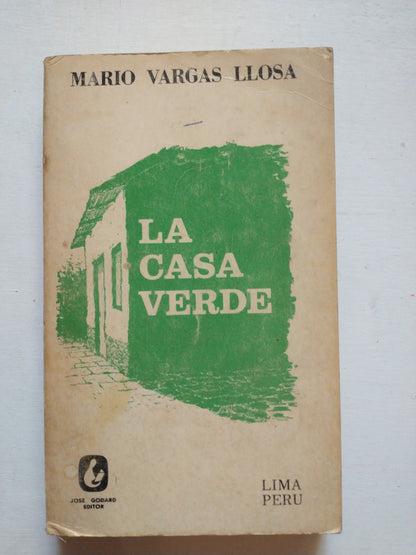 MARIO VARGAS LLOSA
LA
CASA
VERDE
JOSE GODARD
EDITOR
LIMA
PERU